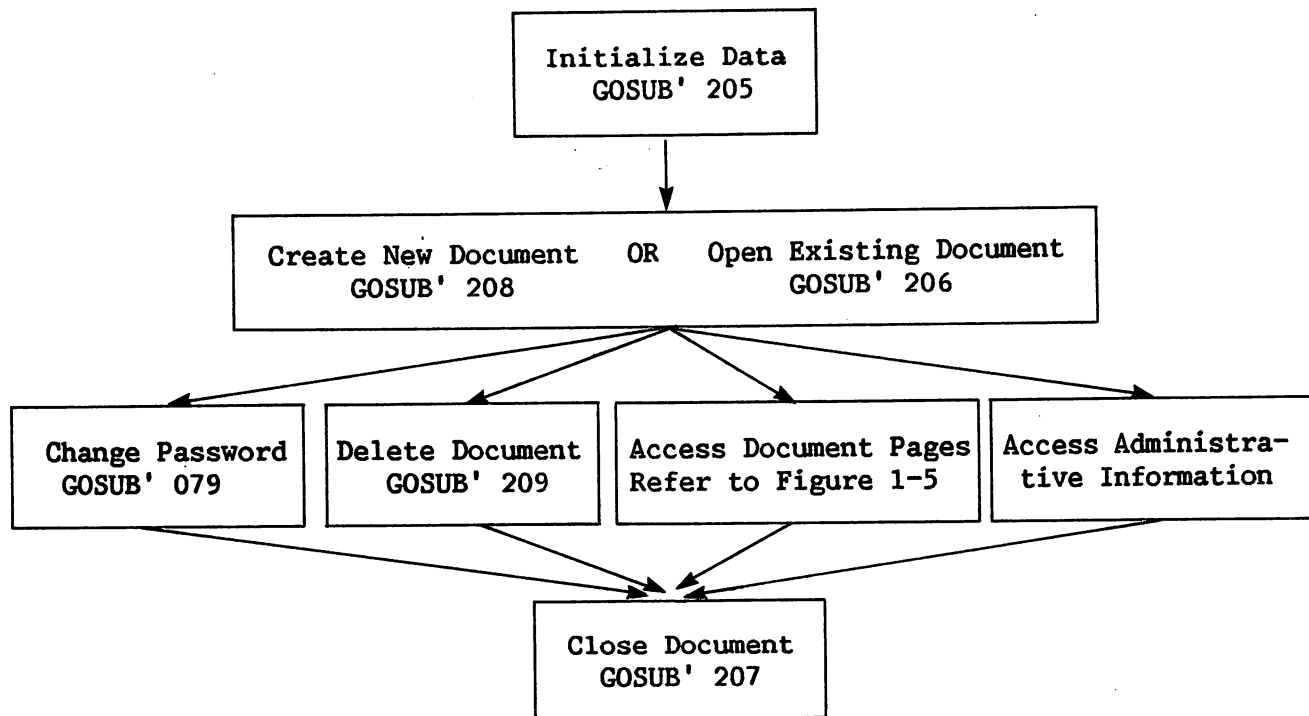 Initialize Data
GOSUB' 205
Create New Document OR Open Existing Document
GOSUB' 208 GOSUB' 206
Change Password
GOSUB' 079
Delete Document
GOSUB' 209
Access Document Pages
Refer to Figure 1-5
Access Administra-
tive Information
Close Document
GOSUB' 207